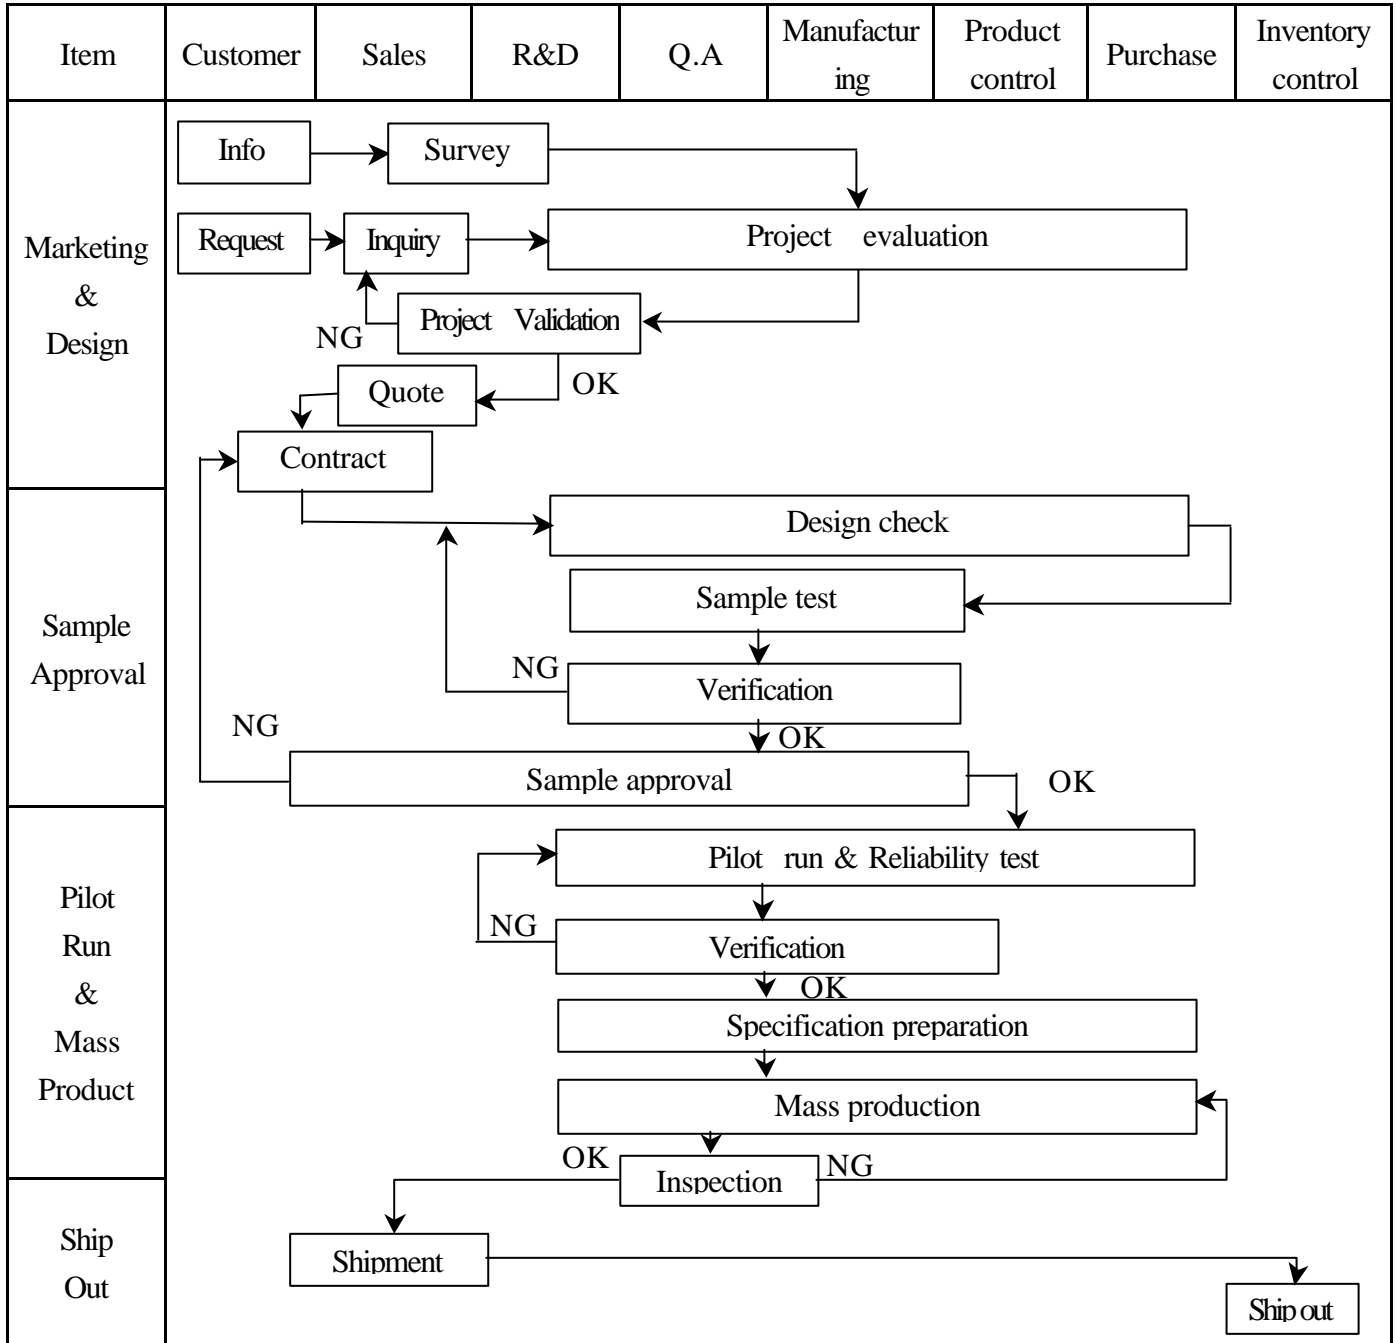 Item
Customer
Sales
R&D
Q.A
Manufactur
ing
Product
control
Purchase
Inventory
control
Marketing
&
Design
Info
Survey
Request
Inquiry
Project evaluation
NG
Project Validation
Quote
OK
Contract
Sample
Approval
Design check
Sample test
NG
Verification
NG
OK
Sample approval
OK
Pilot
Run
&
Mass
Product
Pilot run & Reliability test
NG
Verification
OK
Specification preparation
Mass production
OK
Inspection
NG
Ship
Out
Shipment
Ship out